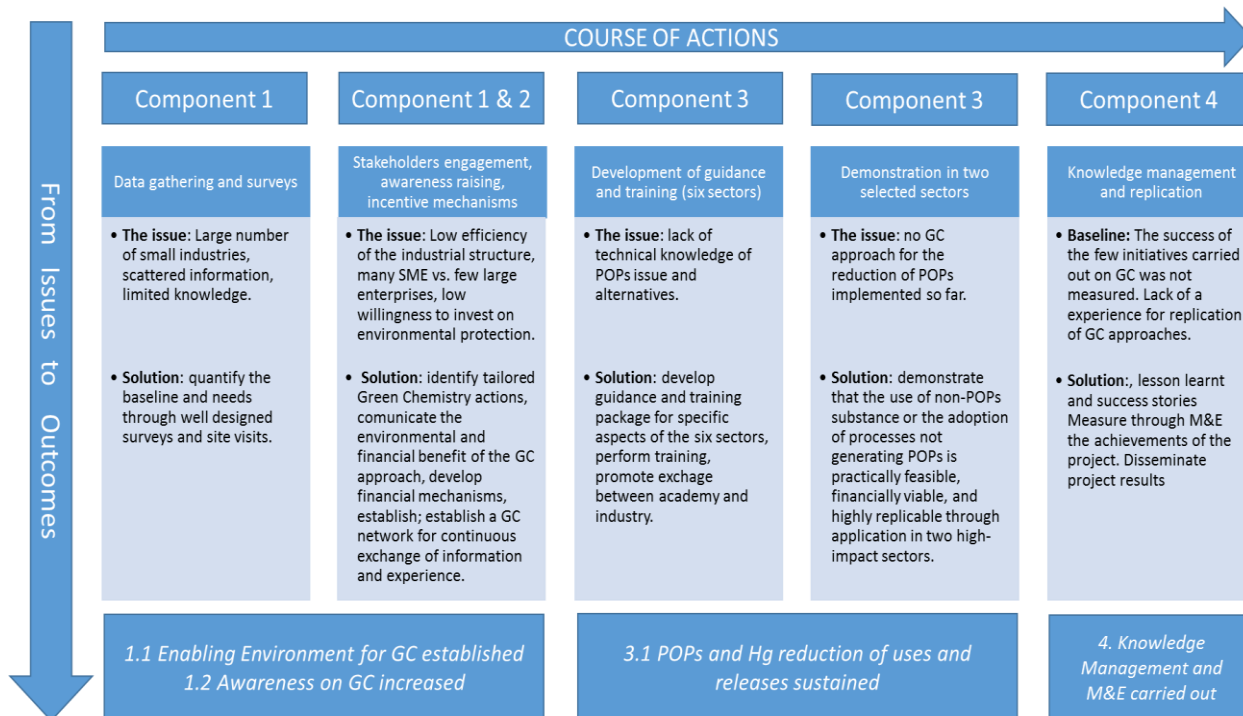 COURSE OF ACTIONS
From Issues to Outcomes
Component 1
Data gathering and surveys
• The issue: Large number
of small industries,
scattered information,
limited knowledge.
• Solution: quantify the
baseline and needs
through well designed
surveys and site visits.
Component 1 & 2
Stakeholders engagement,
awareness raising,
incentive mechanisms
• The issue: Low efficiency
of the industrial structure,
many SME vs. few large
enterprises, low
willingness to invest on
environmental protection.
• Solution: identify tailored
Green Chemistry actions,
comunicate the
environmental and
financial benefit of the GC
approach, develop
financial mechanisms,
establish; establish a GC
network for continuous
exchange of information
and experience.
Component 3
Development of guidance
and training (six sectors)
• The issue: lack of
technical knowledge of
POPs issue and
alternatives.
• Solution: develop
guidance and training
package for specific
aspects of the six sectors,
perform training,
promote exchage
between academy and
industry.
Component 3
Demonstration in two
selected sectors
• The issue: no GC
approach for the
reduction of POPs
implemented so far.
• Solution: demonstrate
that the use of non-POPs
substance or the adoption
of processes not
generating POPs is
practically feasible,
financially viable, and
highly replicable through
application in two high-
impact sectors.
Component 4
Knowledge management
and replication
• Baseline: The success of
the few initiatives carried
out on GC was not
measured. Lack of a
experience for replication
of GC approaches.
• Solution:, lesson learnt
and success stories
Measure through M&E
the achievements of the
project. Disseminate
project results
1.1 Enabling Environment for GC established
1.2 Awareness on GC increased
3.1 POPs and Hg reduction of uses and
releases sustained
4. Knowledge
Management and
M&E carried out